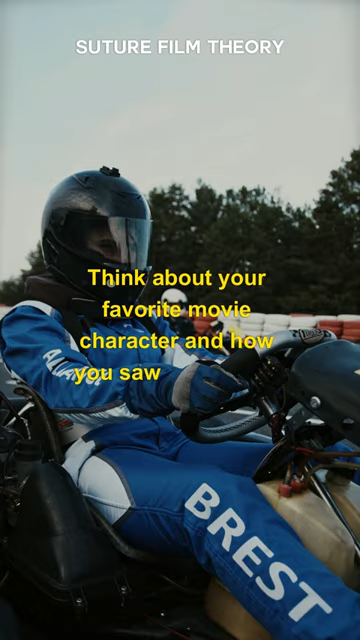 SUTURE FILM THEORY
Think about your
favorite movie
character and how
you saw
BREST